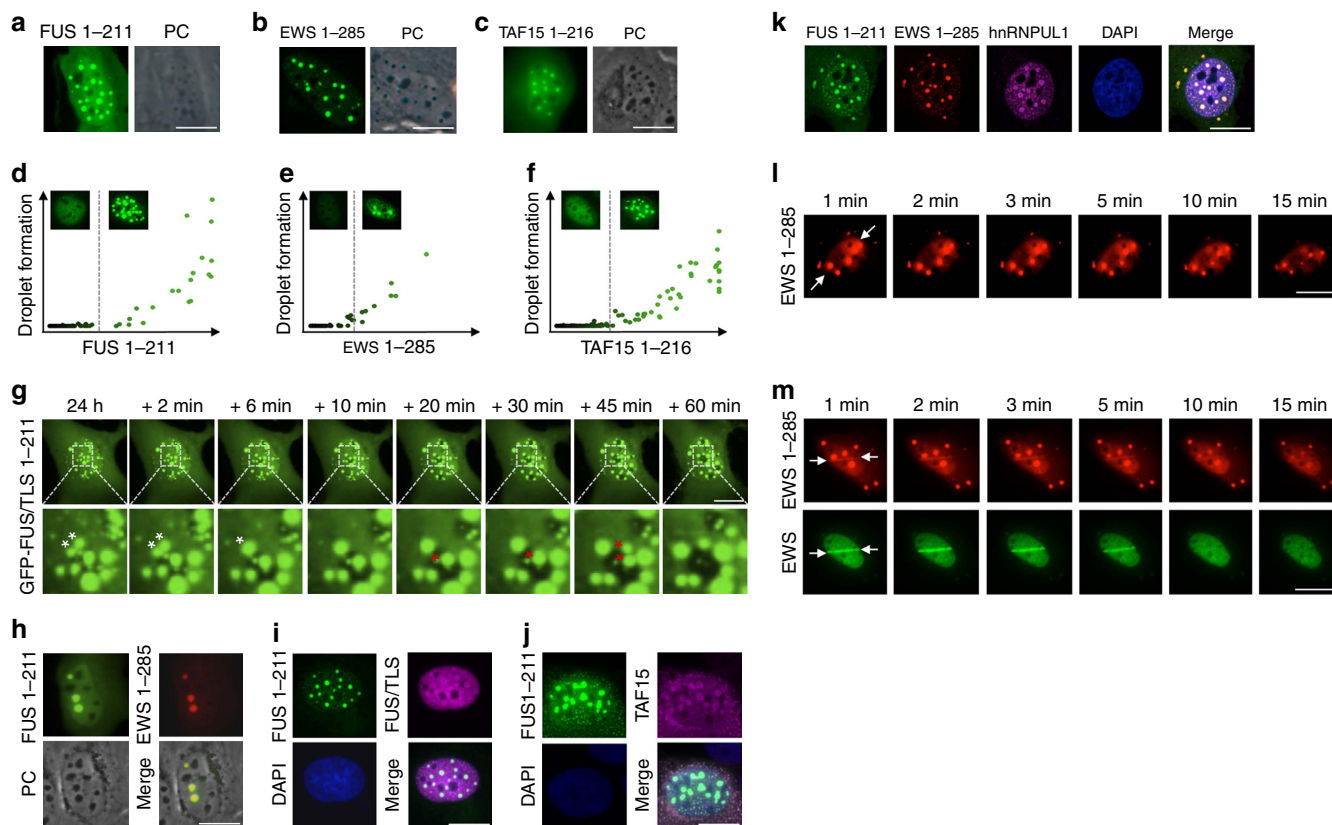 a
FUS 1–211
PC
b
EWS 1–285
PC
c
TAF15 1–216
PC
d
Droplet formation
FUS 1–211
e
Droplet formation
EWS 1–285
f
Droplet formation
TAF15 1–216
g
24 h
+ 2 min
+ 6 min
+ 10 min
+ 20 min
+ 30 min
+ 45 min
+ 60 min
GFP-FUS/TLS 1–211
* *
* *
*
*
*
*
*
h
FUS 1–211
EWS 1–285
PC
Merge
i
FUS 1–211
FUS/TLS
DAPI
Merge
j
FUS1–211
TAF15
DAPI
Merge
k
FUS 1–211
EWS 1–285
hnRNPUL1
DAPI
Merge
l
1 min
2 min
3 min
5 min
10 min
15 min
EWS 1–285
m
1 min
2 min
3 min
5 min
10 min
15 min
EWS 1–285
EWS